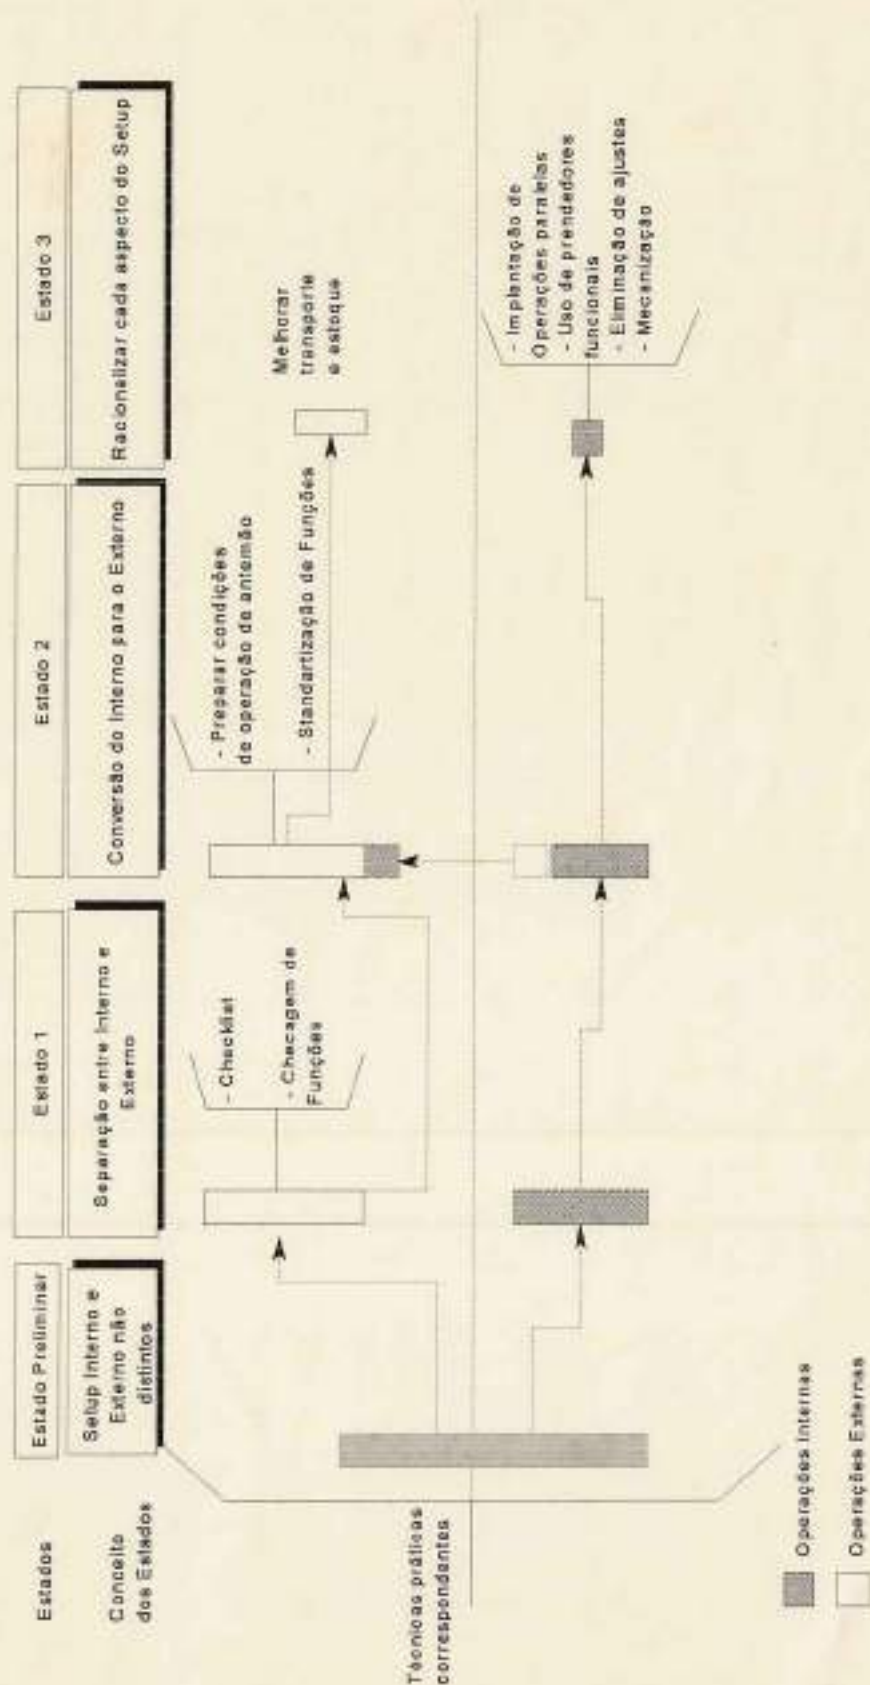 Estados
Estado Preliminar
Estado 1
Estado 2
Estado 3
Conceito
dos Estados
Setup Interno e
Externo não
distintos
Separação entre Interno e
Externo
Conversão do Interno para o Externo
Racionalizar cada aspecto do Setup
Técnicas práticas
correspondentes
- Checklist
- Checagem de
Funções
- Preparar condições
de operação de antemão
- Standartização de Funções
Melhorar
transporte
e estoque
- Implantação de
Operações paralelas
- Uso de prendedores
funcionais
- Eliminação de ajustes
- Mecanização
Operações Internas
Operações Externas